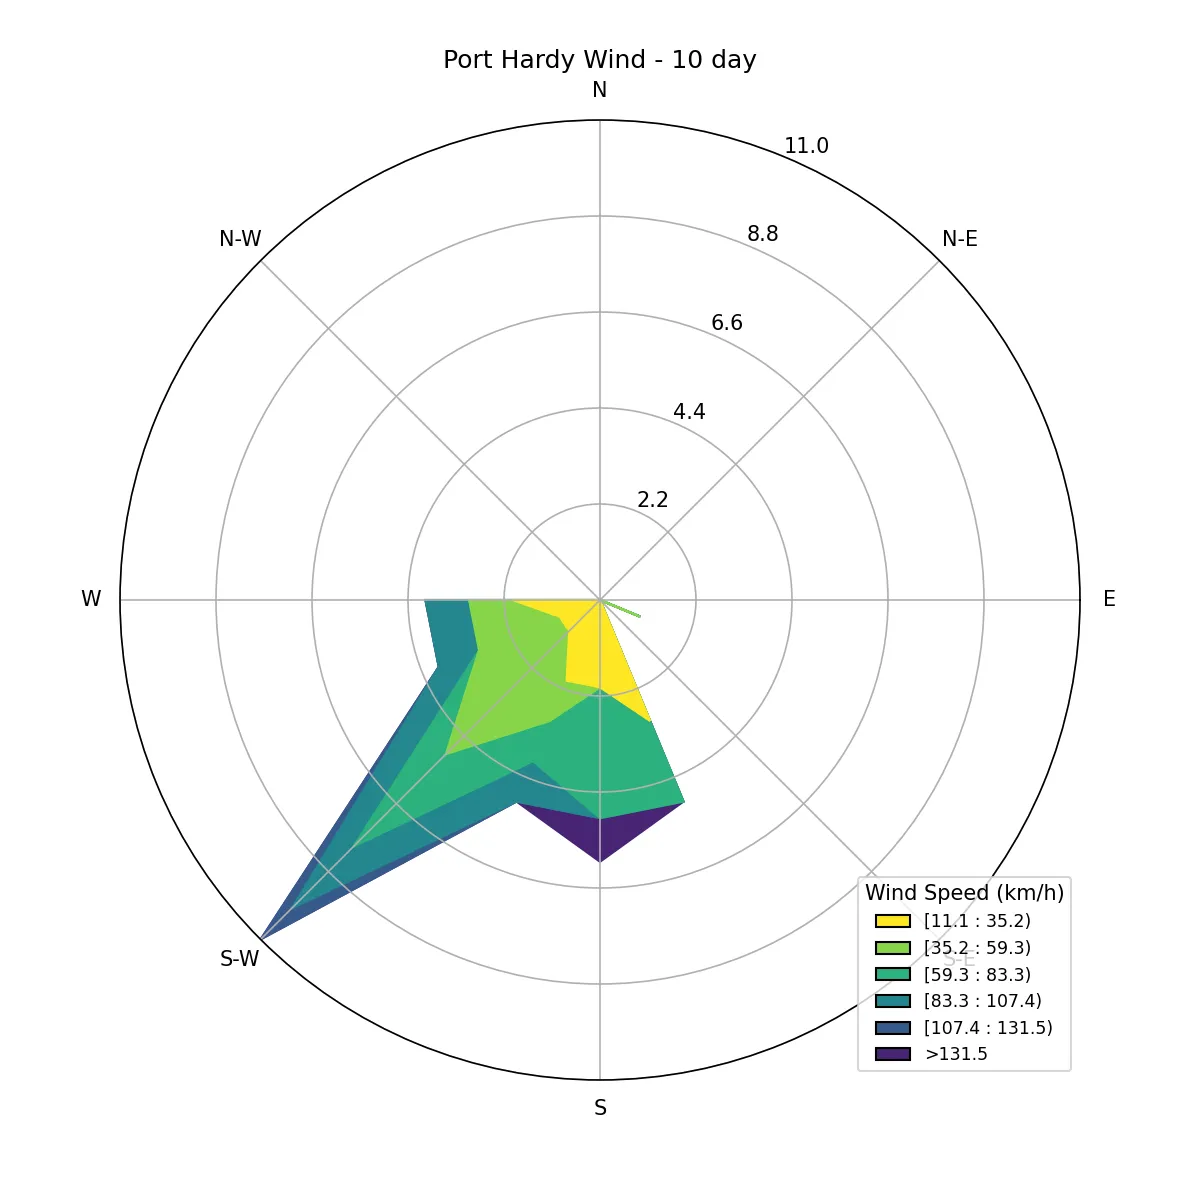 Port Hardy Wind - 10 day
N
11.0
N-W
8.8
N-E
6.6
4.4
2.2
W
E
S-W
S-E
S
Wind Speed (km/h)
[11.1 : 35.2)
[35.2 : 59.3)
[59.3 : 83.3)
[83.3 : 107.4)
[107.4 : 131.5)
>131.5